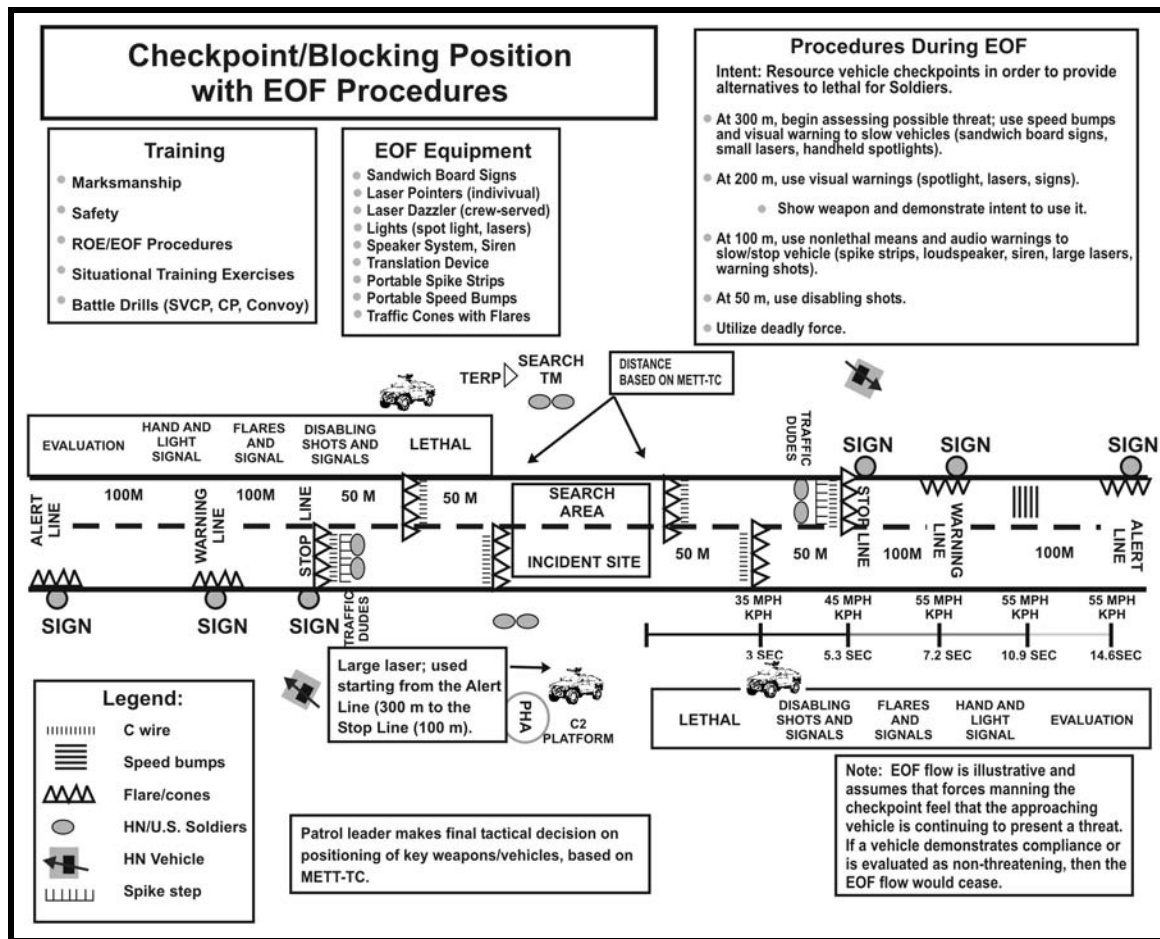 Checkpoint/Blocking Position
with EOF Procedures
Training
Marksmanship
Safety
ROE/EOF Procedures
Situational Training Exercises
Battle Drills (SVCP, CP, Convoy)
EOF Equipment
Sandwich Board Signs
Laser Pointers (indivivual)
Laser Dazzler (crew-served)
Lights (spot light, lasers)
Speaker System, Siren
Translation Device
Portable Spike Strips
Portable Speed Bumps
Traffic Cones with Flares
Procedures During EOF
Intent: Resource vehicle checkpoints in order to provide
alternatives to lethal for Soldiers.
At 300 m, begin assessing possible threat; use speed bumps
and visual warning to slow vehicles (sandwich board signs,
small lasers, handheld spotlights).
At 200 m, use visual warnings (spotlight, lasers, signs).
Show weapon and demonstrate intent to use it.
At 100 m, use nonlethal means and audio warnings to
slow/stop vehicle (spike strips, loudspeaker, siren, large lasers,
warning shots).
At 50 m, use disabling shots.
Utilize deadly force.
TERP
SEARCH
TM
DISTANCE
BASED ON METT-TC
EVALUATION
HAND AND
LIGHT
SIGNAL
FLARES
AND
SIGNAL
DISABLING
SHOTS AND
SIGNALS
LETHAL
TRAFFIC
DUDES
SIGN
SIGN
SIGN
ALERT
LINE
100M
WARNING
LINE
100M
STOP LINE
50 M
50 M
SEARCH
AREA
INCIDENT SITE
50 M
50 M
STOP LINE
100M
WARNING
LINE
100M
ALERT
LINE
SIGN
SIGN
SIGN
TRAFFIC
DUDES
35 MPH
KPH
45 MPH
KPH
55 MPH
KPH
55 MPH
KPH
55 MPH
KPH
3 SEC
5.3 SEC
7.2 SEC
10.9 SEC
14.6SEC
Large laser; used
starting from the Alert
Line (300 m to the
Stop Line (100 m).
PHA
C2
PLATFORM
LETHAL
DISABLING
SHOTS AND
SIGNALS
FLARES
AND
SIGNALS
HAND AND
LIGHT
SIGNAL
EVALUATION
Legend:
C wire
Speed bumps
Flare/cones
HN/U.S. Soldiers
HN Vehicle
Spike step
Patrol leader makes final tactical decision on
positioning of key weapons/vehicles, based on
METT-TC.
Note: EOF flow is illustrative and
assumes that forces manning the
checkpoint feel that the approaching
vehicle is continuing to present a threat.
If a vehicle demonstrates compliance or
is evaluated as non-threatening, then the
EOF flow would cease.